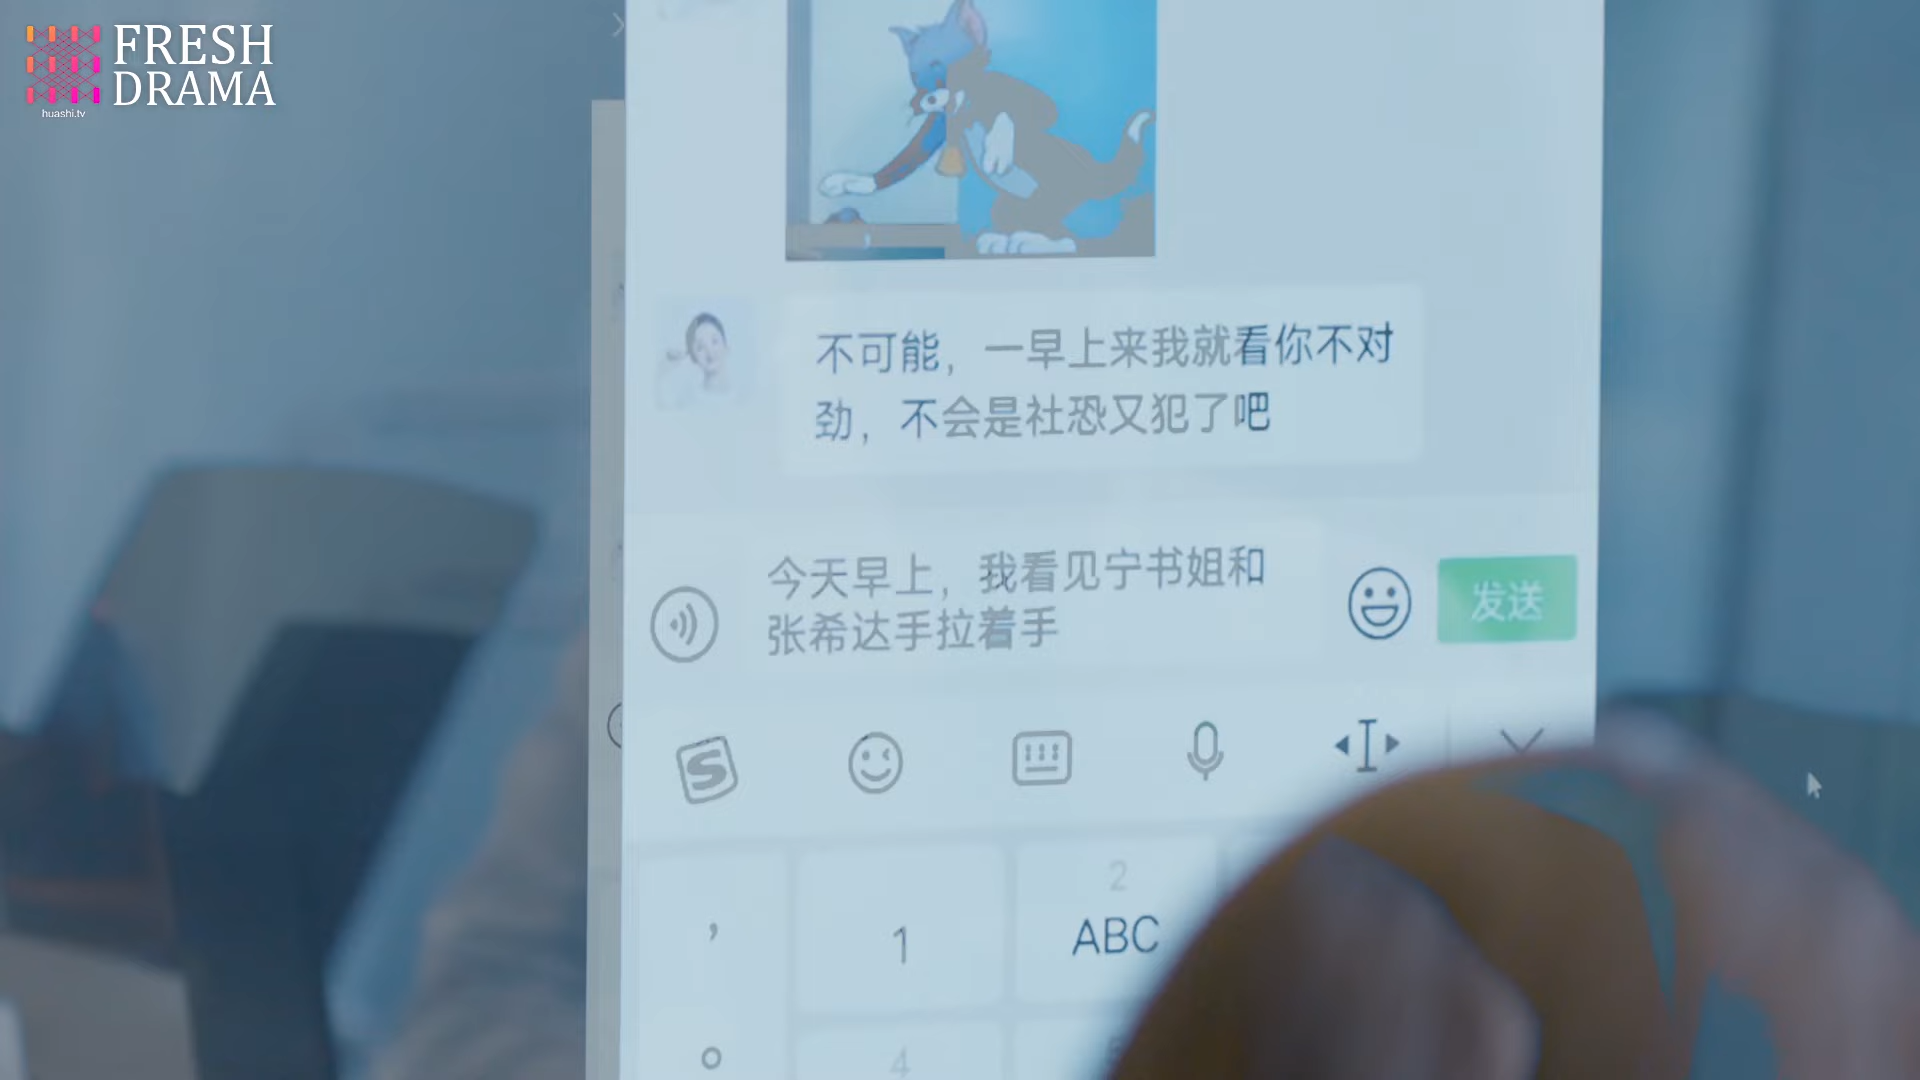 FRESH
DRAMA
huashi.tv
不可能，一早上来我就看你不对
劲，不会是社恐又犯了吧
今天早上，我看见宁书姐和
张希达手拉着手
发送
,
1
2
ABC
4